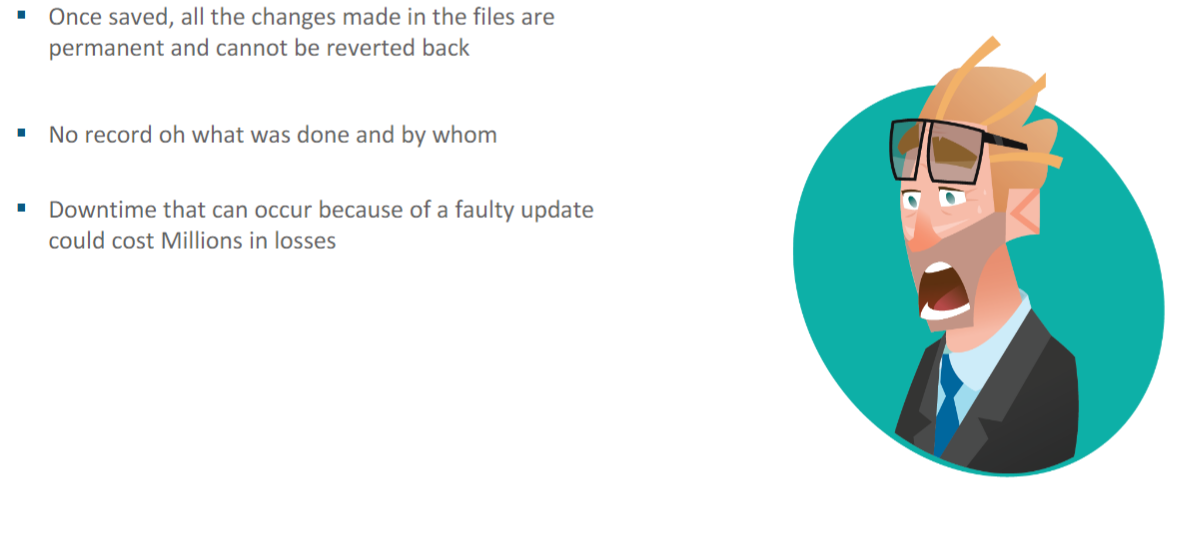 Once saved, all the changes made in the files are
permanent and cannot be reverted back
No record oh what was done and by whom
Downtime that can occur because of a faulty update
could cost Millions in losses